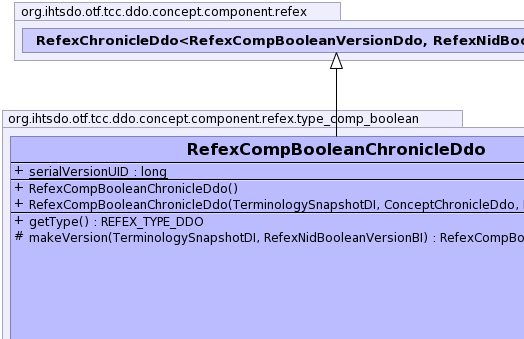 org.ihtsdo.otf.tcc.ddo.concept.component.refex
RefexChronicleDdo<RefexCompBooleanVersionDdo, RefexNidBoo
org.ihtsdo.otf.tcc.ddo.concept.component.refex.type_comp_boolean
RefexCompBooleanChronicleDdo
+ serialVersionUID : long
+ RefexCompBooleanChronicleDdo()
+ RefexCompBooleanChronicleDdo(TerminologySnapshotDI, ConceptChronicleDdo,
+ getType() : REFEX_TYPE_DDO
# makeVersion(TerminologySnapshotDI, RefexNidBooleanVersionBI) : RefexCompBo